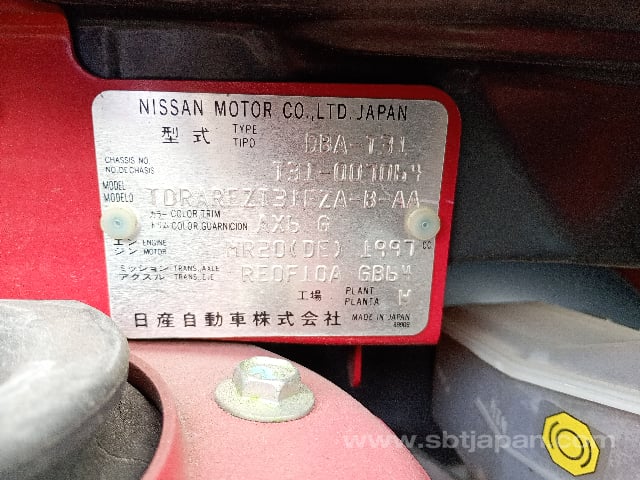 NISSAN MOTOR CO.,LTD. JAPAN
型式 TYPE TIPO DBA-T31
CHASSIS NO. NO.DE CHASIS T31-007064
MODEL MODELO TDRAREZT31EZA-B-AA
カラー COLOR,TRIM トリム COLOR,GUARNICION AX6 G
エンジン ENGINE MOTOR MR20(DE) 1997 CC
ミッション TRANS. AXLE アクスル TRANS. EJE RE0F10A GB64
工場 PLANT PLANTA M
日産自動車株式会社 MADE IN JAPAN
NISSAN
www.sbtjapan.com